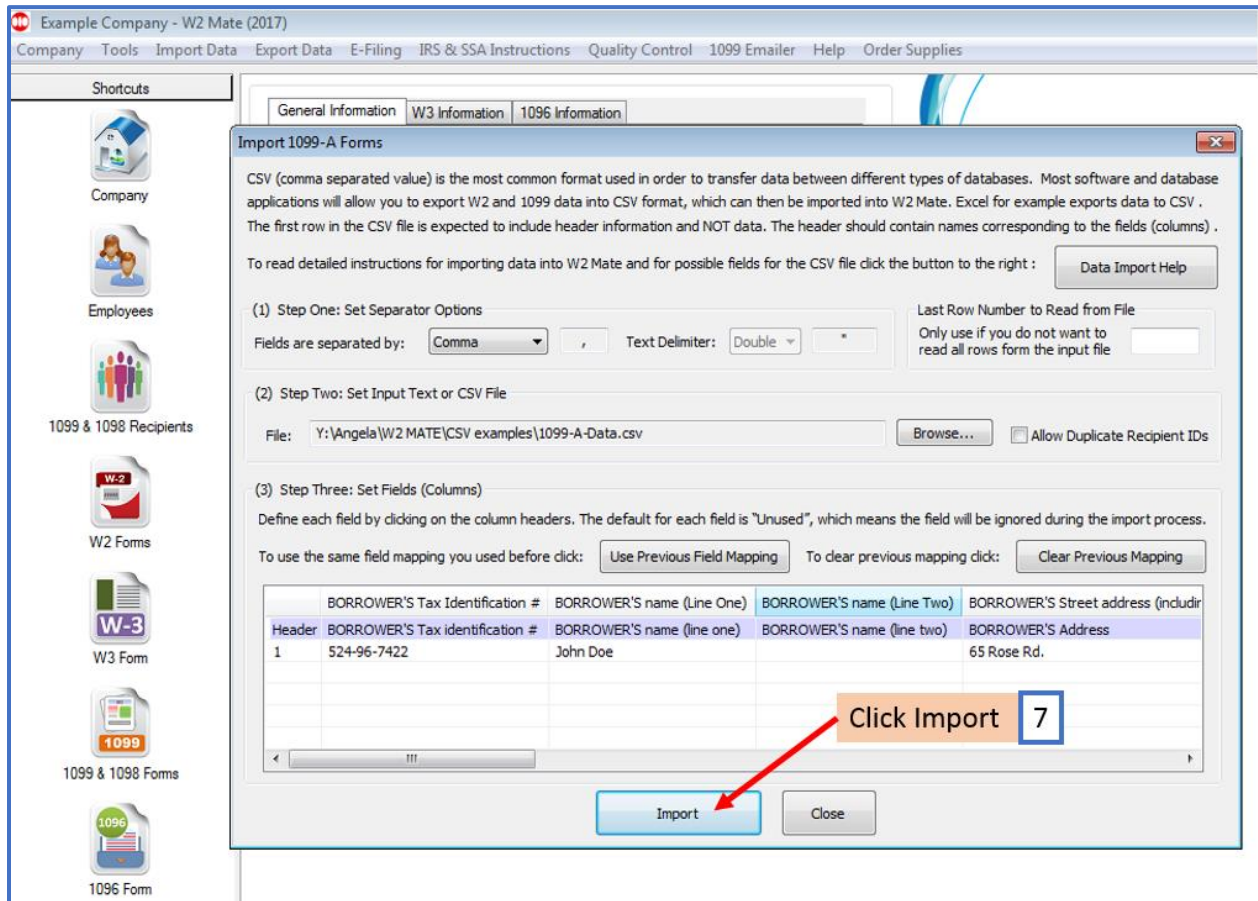 Example Company - W2 Mate (2017)
Company Tools Import Data Export Data E-Filing IRS & SSA Instructions Quality Control 1099 Emailer Help Order Supplies
Shortcuts
Company
Employees
1099 & 1098 Recipients
W-2
W2 Forms
W-3
W3 Form
1099
1099 & 1098 Forms
1096
1096 Form
General Information W3 Information 1096 Information
Import 1099-A Forms
CSV (comma separated value) is the most common format used in order to transfer data between different types of databases. Most software and database
applications will allow you to export W2 and 1099 data into CSV format, which can then be imported into W2 Mate. Excel for example exports data to CSV .
The first row in the CSV file is expected to include header information and NOT data. The header should contain names corresponding to the fields (columns) .
To read detailed instructions for importing data into W2 Mate and for possible fields for the CSV file click the button to the right : Data Import Help
(1) Step One: Set Separator Options
Fields are separated by: Comma , Text Delimiter: Double "
Last Row Number to Read from File
Only use if you do not want to
read all rows form the input file
(2) Step Two: Set Input Text or CSV File
File: Y:\Angela\W2 MATE\CSV examples\1099-A-Data.csv Browse... Allow Duplicate Recipient IDs
(3) Step Three: Set Fields (Columns)
Define each field by clicking on the column headers. The default for each field is "Unused", which means the field will be ignored during the import process.
To use the same field mapping you used before click: Use Previous Field Mapping To clear previous mapping click: Clear Previous Mapping
BORROWER'S Tax Identification # BORROWER'S name (Line One) BORROWER'S name (Line Two) BORROWER'S Street address (includir
Header BORROWER'S Tax identification # BORROWER'S name (line one) BORROWER'S name (line two) BORROWER'S Address
1 524-96-7422 John Doe 65 Rose Rd.
Click Import 7
Import Close